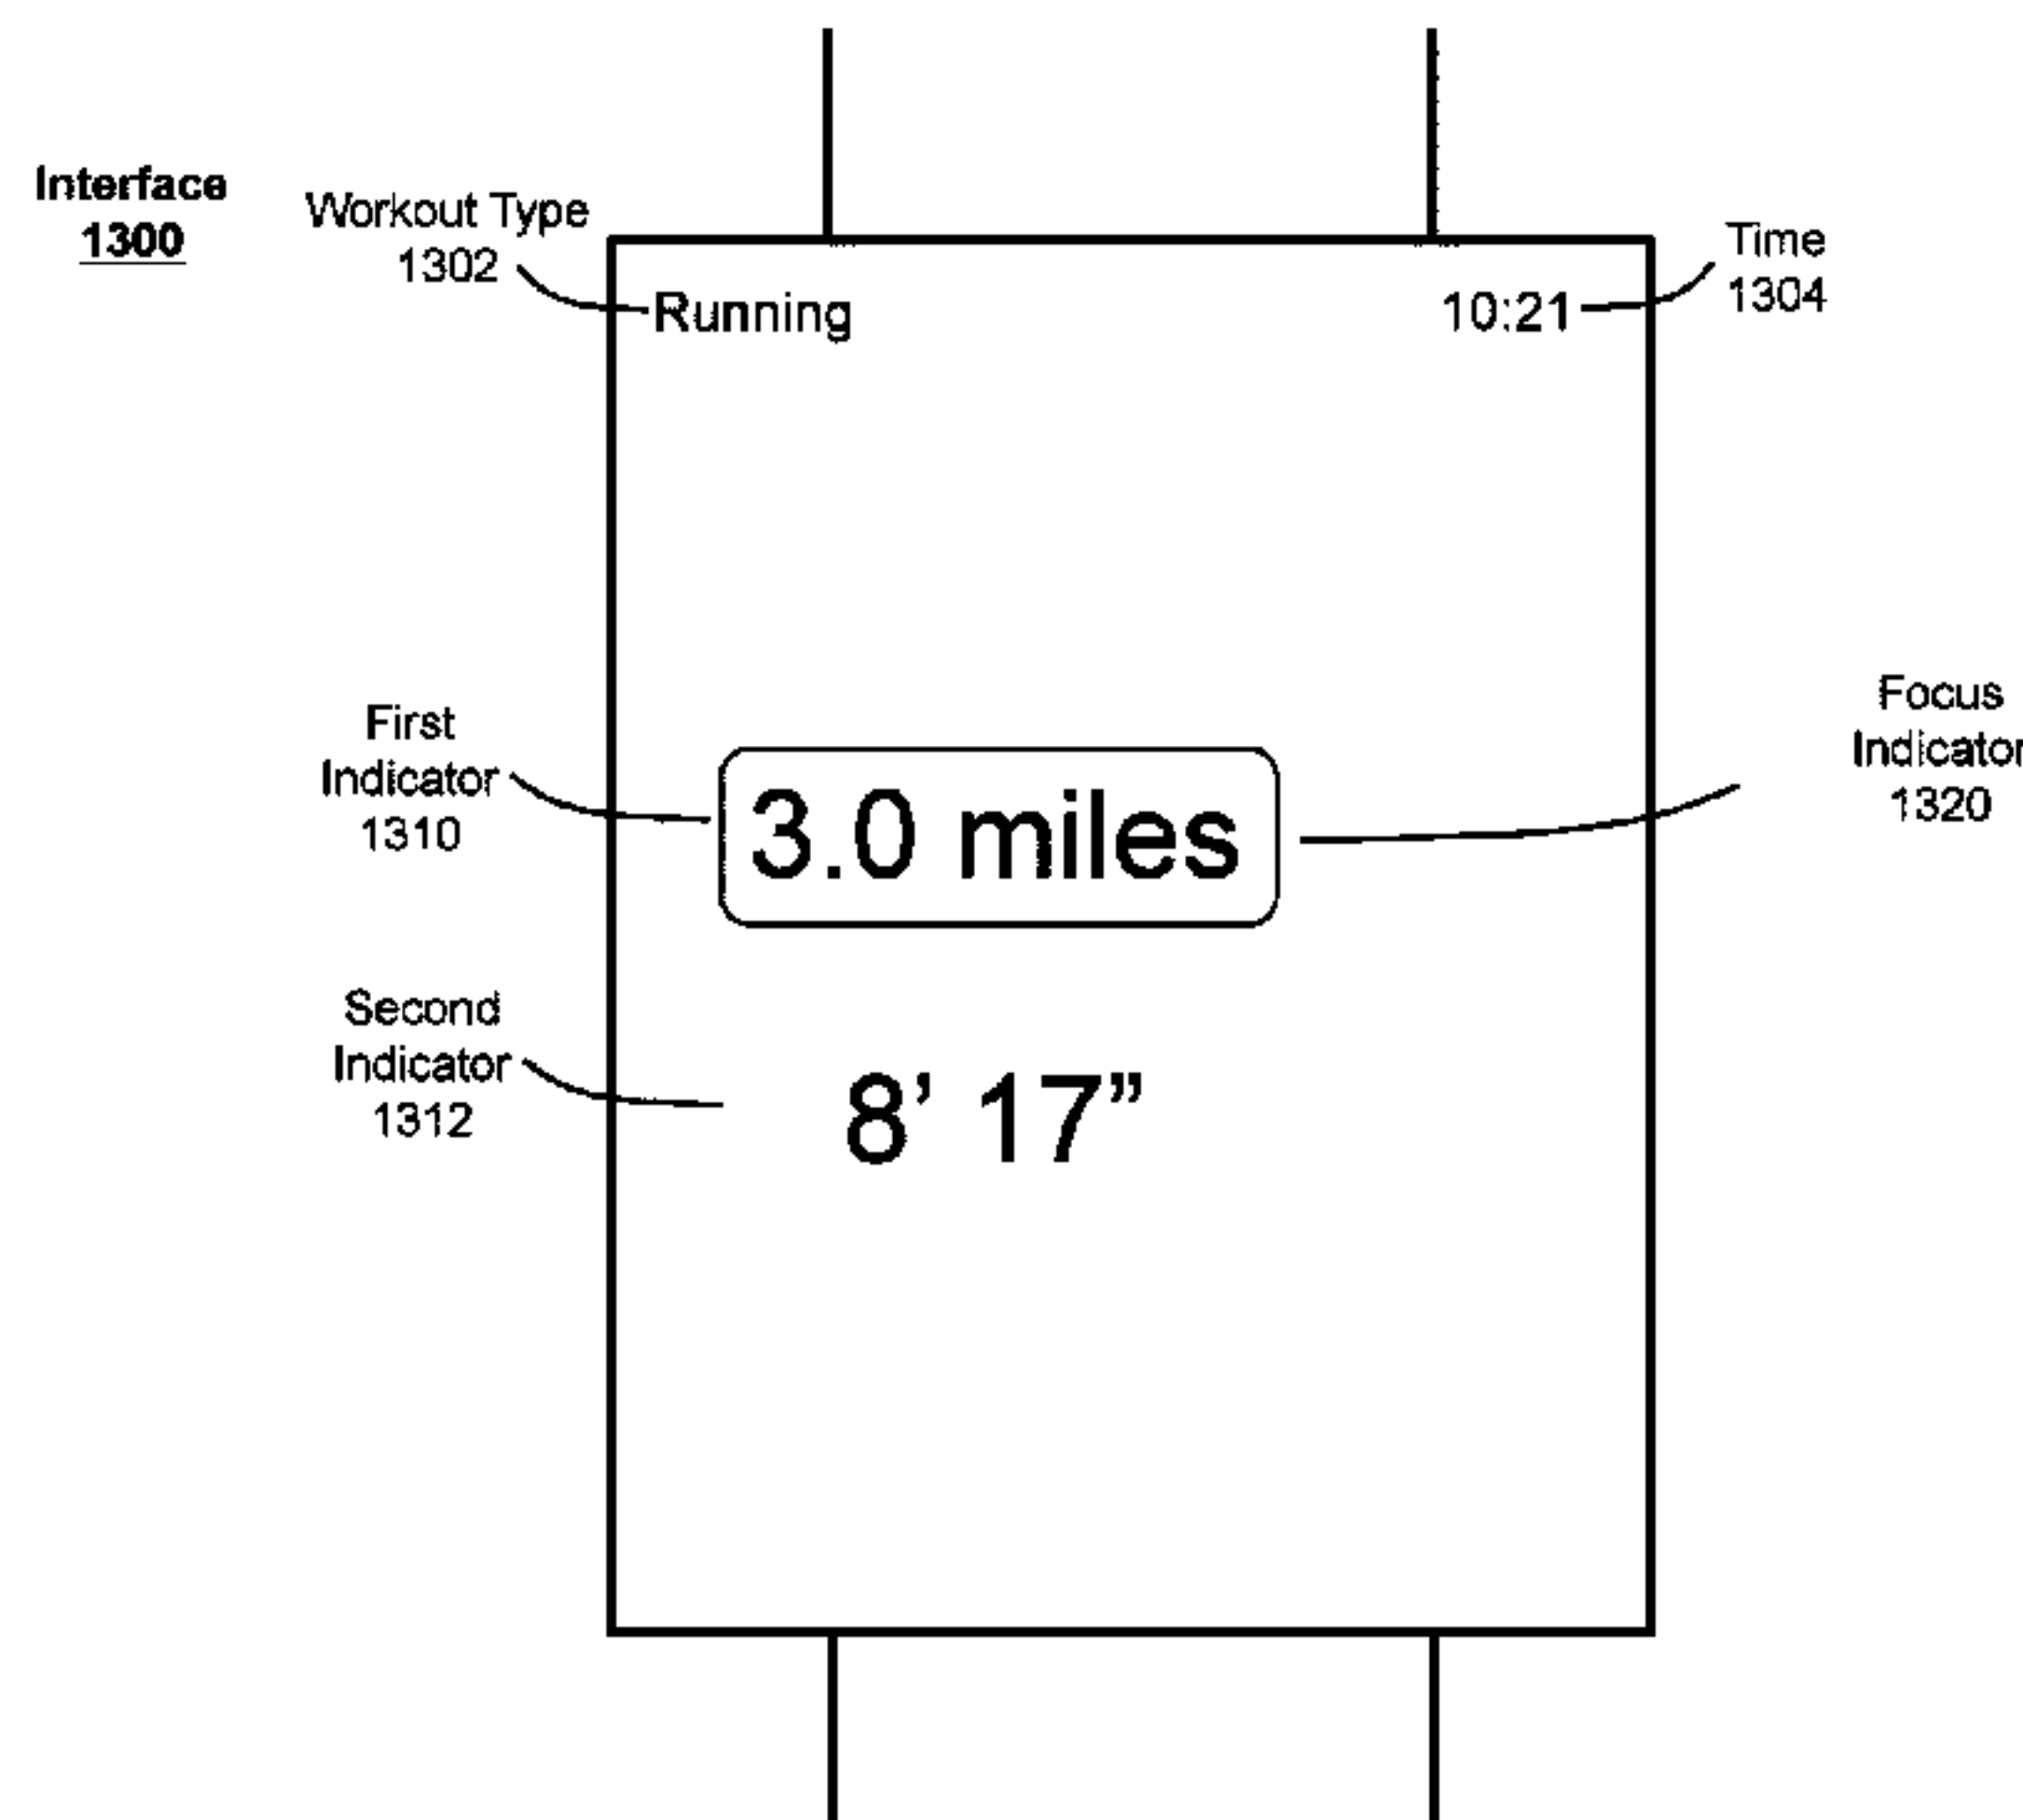 Interface
1300
Workout Type
1302
Time
1304
Running
10:21
First
Indicator
1310
3.0 miles
Focus
Indicator
1320
Second
Indicator
1312
8’ 17”